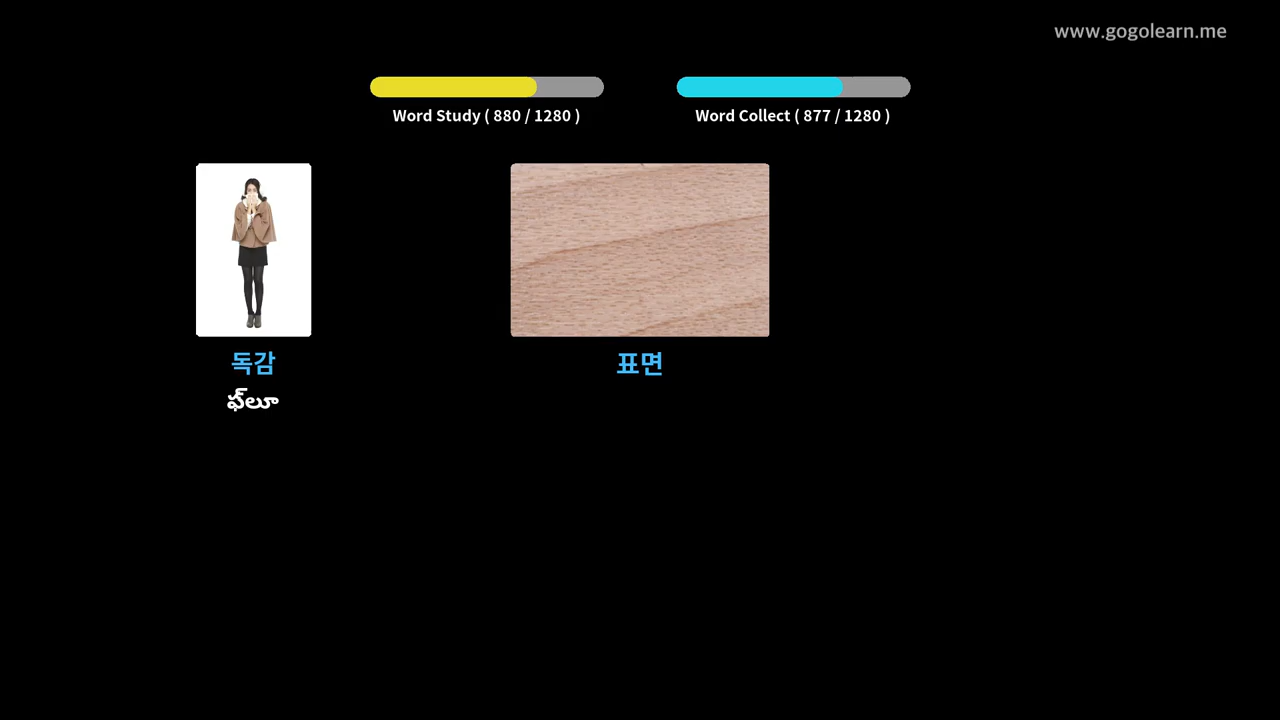 www.gogolearn.me
Word Study ( 880 / 1280 )
Word Collect ( 877 / 1280 )
독감
ఫ్‌లూ
표면